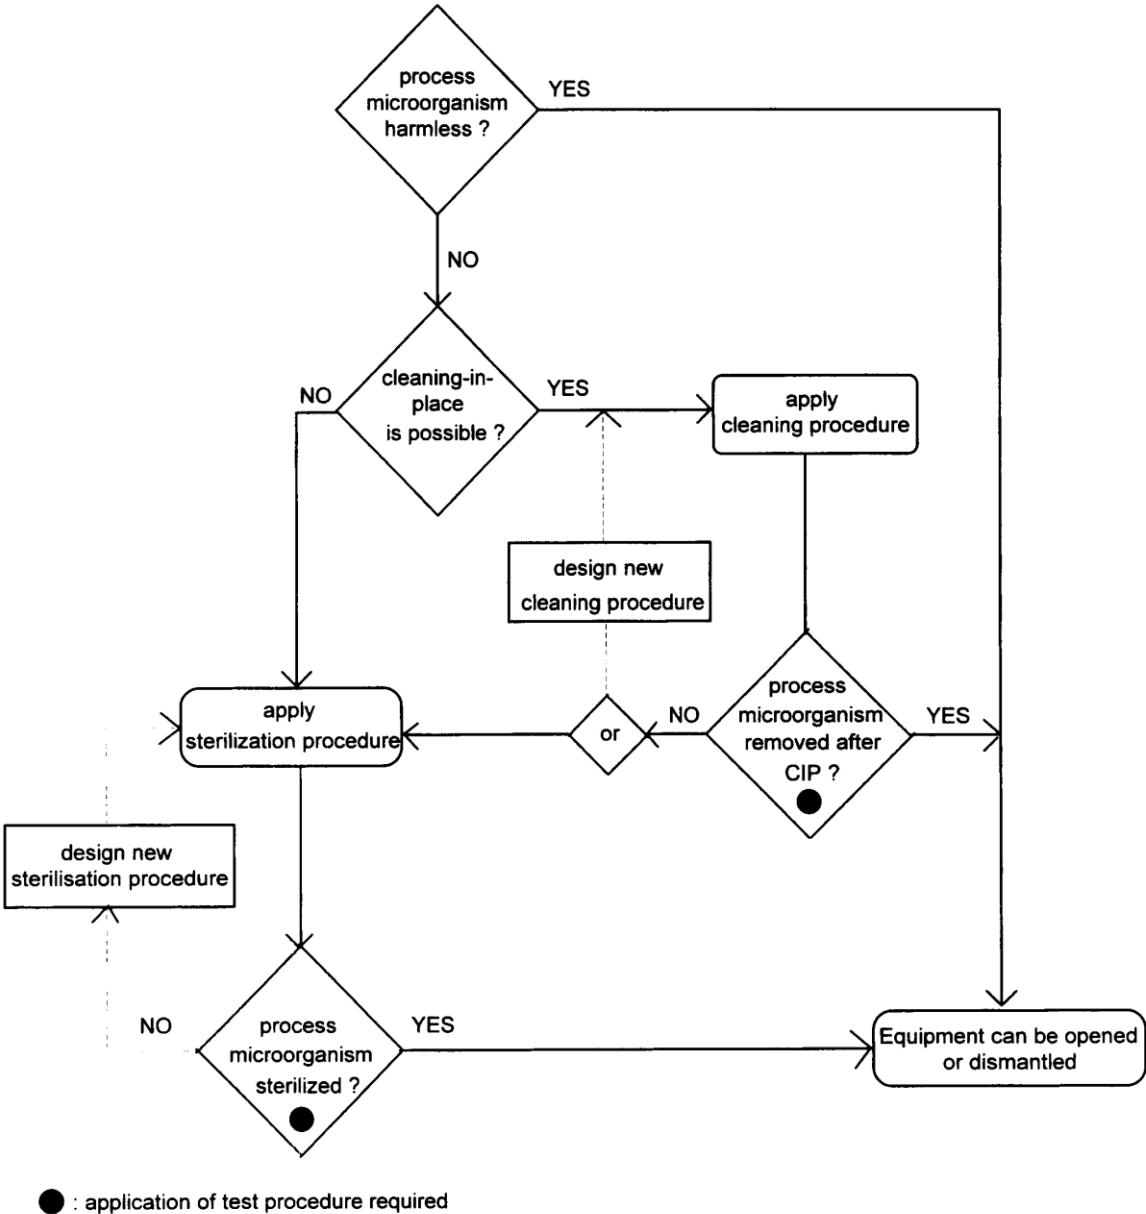 process
microorganism
harmless ?
YES
NO
cleaning-in-
place
is possible ?
NO
YES
apply
cleaning procedure
design new
cleaning procedure
process
microorganism
removed after
CIP ?
NO
YES
or
apply
sterilization procedure
design new
sterilisation procedure
NO
process
microorganism
sterilized ?
YES
Equipment can be opened
or dismantled
: application of test procedure required